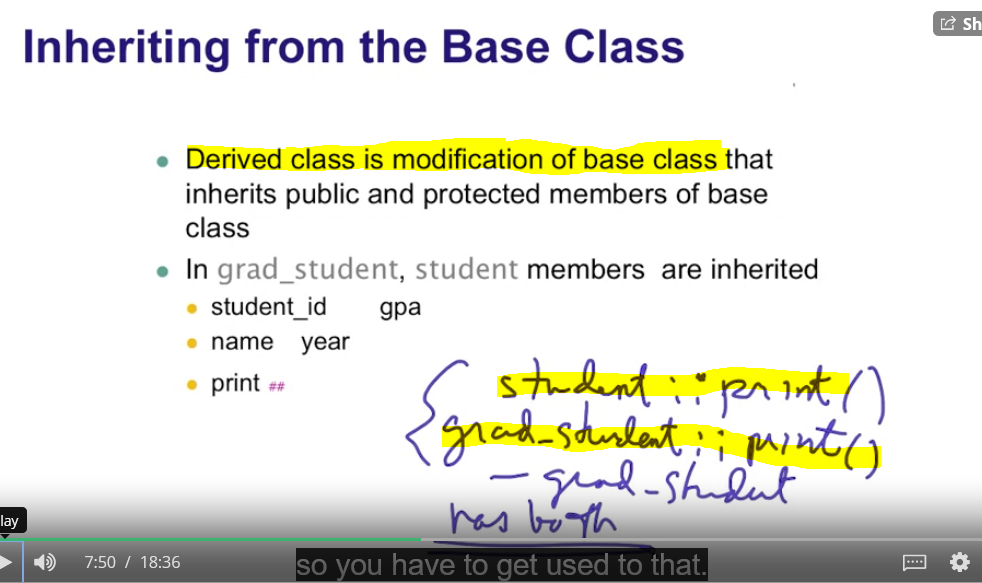 Sh
Inheriting from the Base Class
Derived class is modification of base class that
inherits public and protected members of base
class
In grad_student, student members are inherited
student_id gpa
name year
print ##
student::print()
grad_student::print()
— grad_student
has both
lay
7:50 / 18:36
so you have to get used to that.